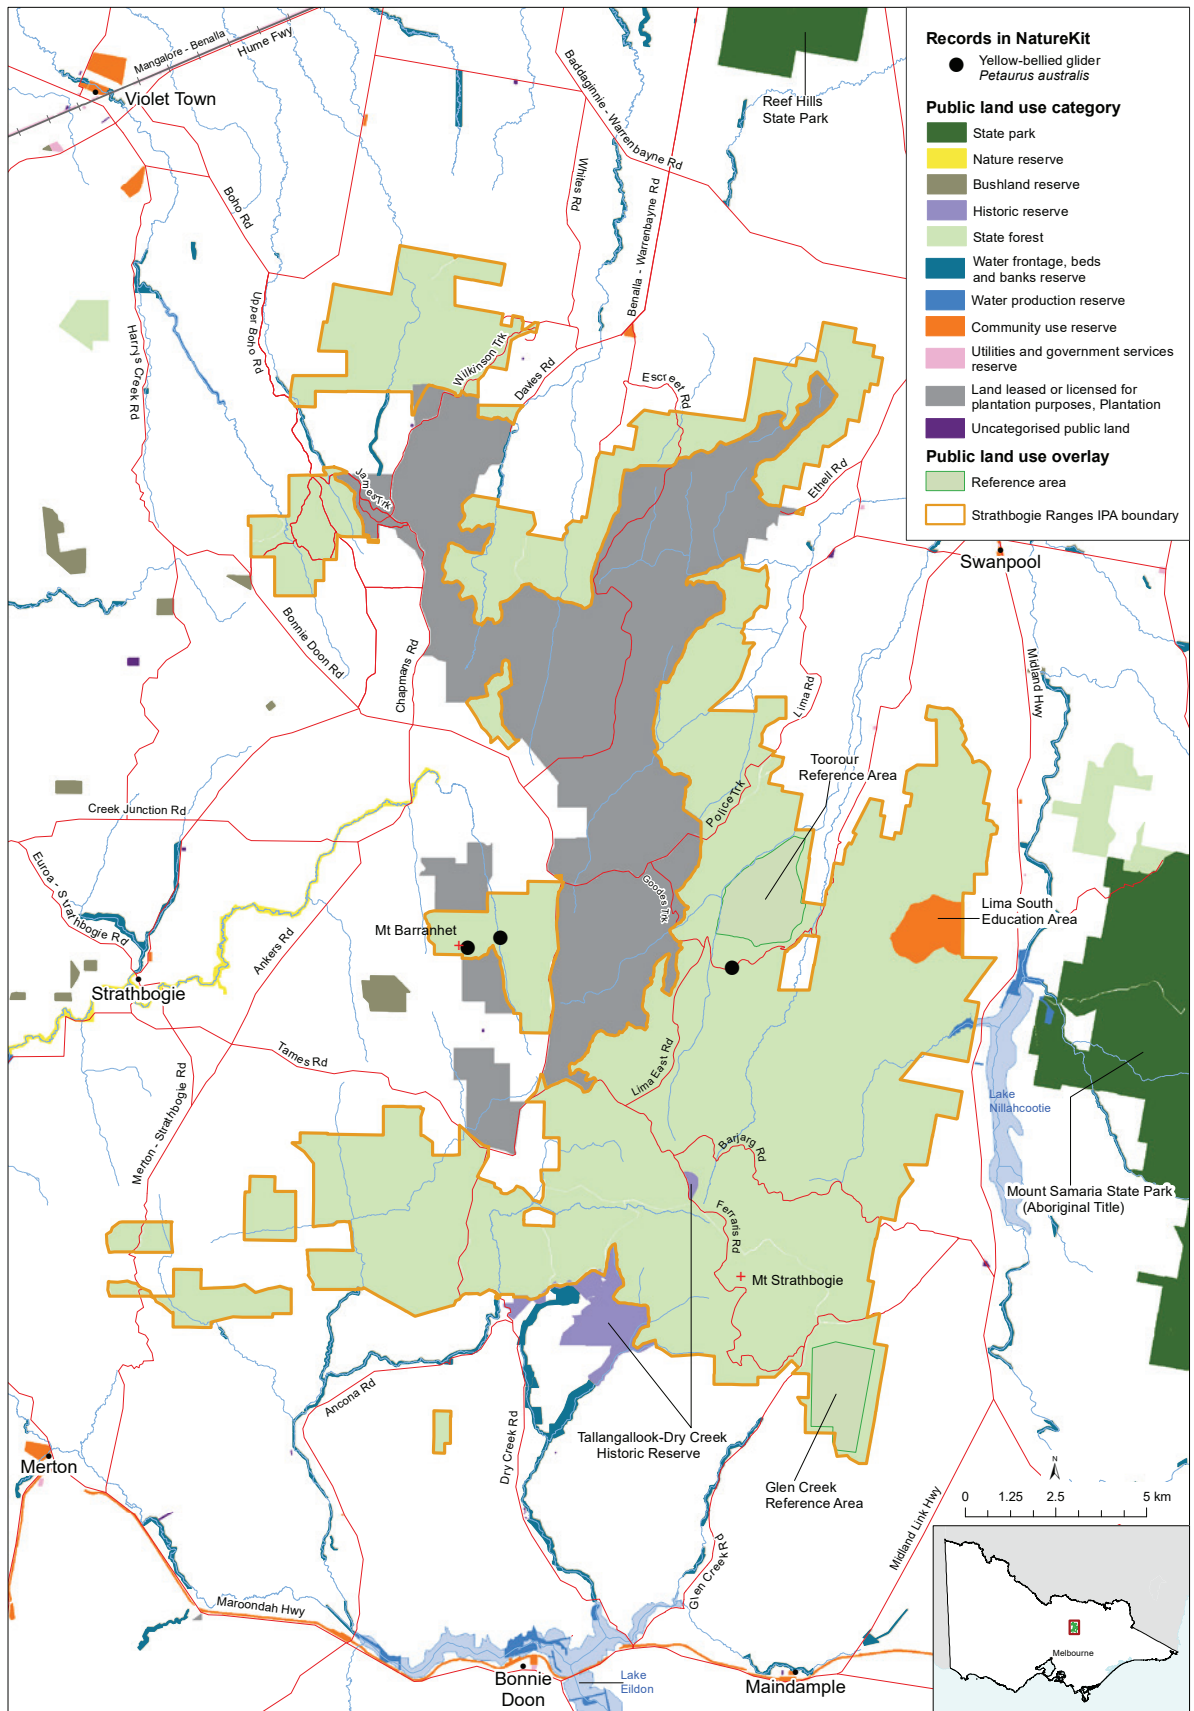 Records in NatureKit
Yellow-bellied glider
Petaurus australis
Public land use category
State park
Nature reserve
Bushland reserve
Historic reserve
State forest
Water frontage, beds
and banks reserve
Water production reserve
Community use reserve
Utilities and government services
reserve
Land leased or licensed for
plantation purposes, Plantation
Uncategorised public land
Public land use overlay
Reference area
Strathbogie Ranges IPA boundary
Mangalore - Benalla
Hume Fwy
Violet Town
Baddaginnie - Warrenbayne Rd
Reef Hills
State Park
Whites Rd
Boho Rd
Benalla - Warrenbayne Rd
Upper Boho Rd
Harrys Creek Rd
Wilkinson Trk
Davies Rd
Escreet Rd
James Trk
Ethell Rd
Swanpool
Bonnie Doon Rd
Chapmans Rd
Lima Rd
Midland Hwy
Toorour
Reference Area
Police Trk
Creek Junction Rd
Euroa - Strathbogie Rd
Goodes Trk
Lima South
Education Area
Mt Barranhet
Ankers Rd
Strathbogie
Tames Rd
Lima East Rd
Merton - Strathbogie Rd
Lake
Nillahcootie
Barjarg Rd
Mount Samaria State Park
(Aboriginal Title)
Ferraris Rd
Mt Strathbogie
Ancona Rd
Dry Creek Rd
Tallangallook-Dry Creek
Historic Reserve
Merton
Glen Creek
Reference Area
N
0 1.25 2.5 5 km
Midland Link Hwy
Glen Creek Rd
Maroondah Hwy
Bonnie
Doon
Lake
Eildon
Maindample
Melbourne